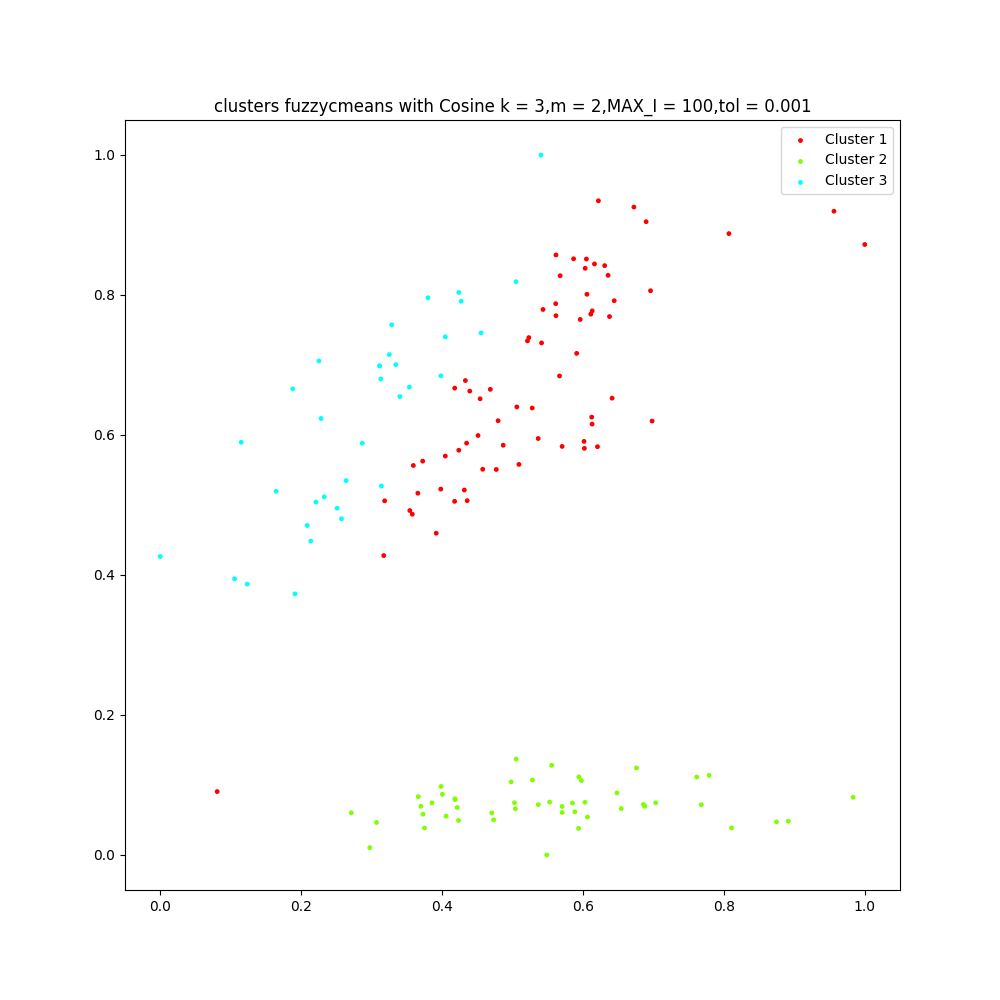 clusters fuzzycmeans with Cosine k = 3,m = 2,MAX_I = 100,tol = 0.001
Cluster 1
Cluster 2
Cluster 3
1.0
0.8
0.6
0.4
0.2
0.0
0.0 0.2 0.4 0.6 0.8 1.0